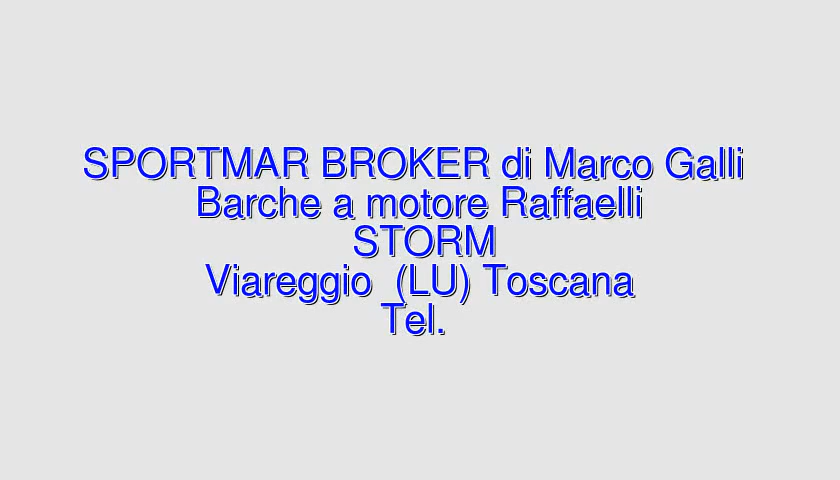 SPORTMAR BROKER di Marco Galli
Barche a motore Raffaelli
STORM
Viareggio  (LU) Toscana
Tel.